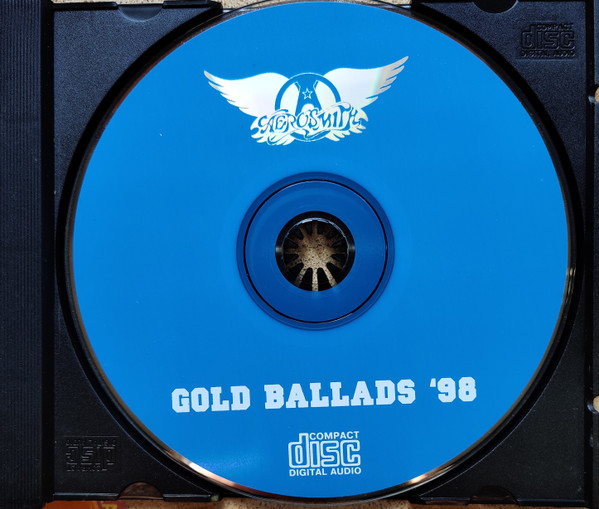 AEROSMITH
GOLD BALLADS '98
COMPACT
disc
DIGITAL AUDIO
COMPACT
disc
DIGITAL AUDIO